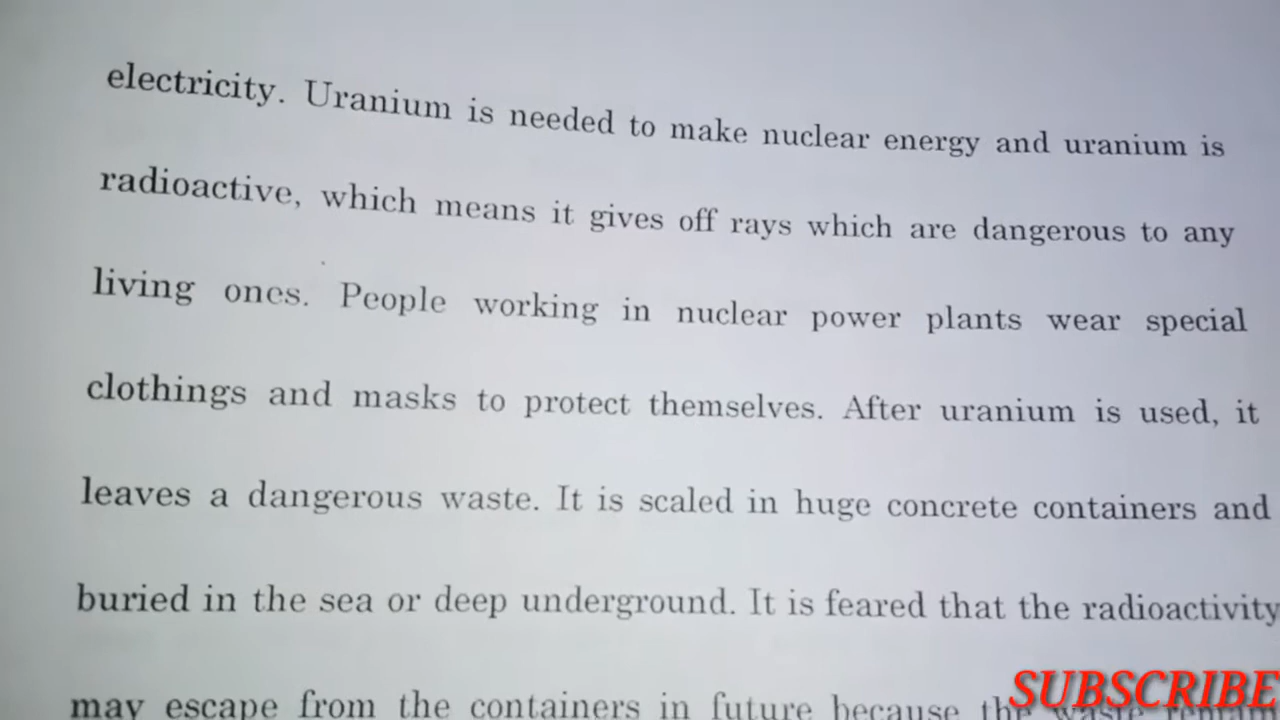 electricity. Uranium is needed to make nuclear energy and uranium is
radioactive, which means it gives off rays which are dangerous to any
living ones. People working in nuclear power plants wear special
clothings and masks to protect themselves. After uranium is used, it
leaves a dangerous waste. It is scaled in huge concrete containers and
buried in the sea or deep underground. It is feared that the radioactivity
may escape from the containers in future because the waste
SUBSCRIBE